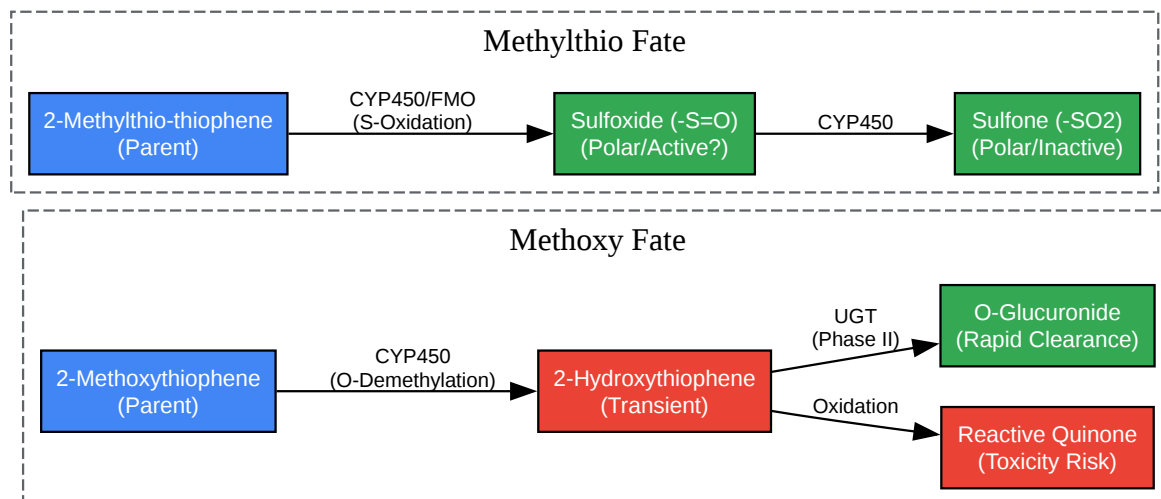 Methylthio Fate
2-Methylthio-thiophene
(Parent)
CYP450/FMO
(S-Oxidation)
Sulfoxide (-S=O)
(Polar/Active?)
CYP450
Sulfone (-SO2)
(Polar/Inactive)
Methoxy Fate
2-Methoxythiophene
(Parent)
CYP450
(O-Demethylation)
2-Hydroxythiophene
(Transient)
UGT
(Phase II)
O-Glucuronide
(Rapid Clearance)
Oxidation
Reactive Quinone
(Toxicity Risk)